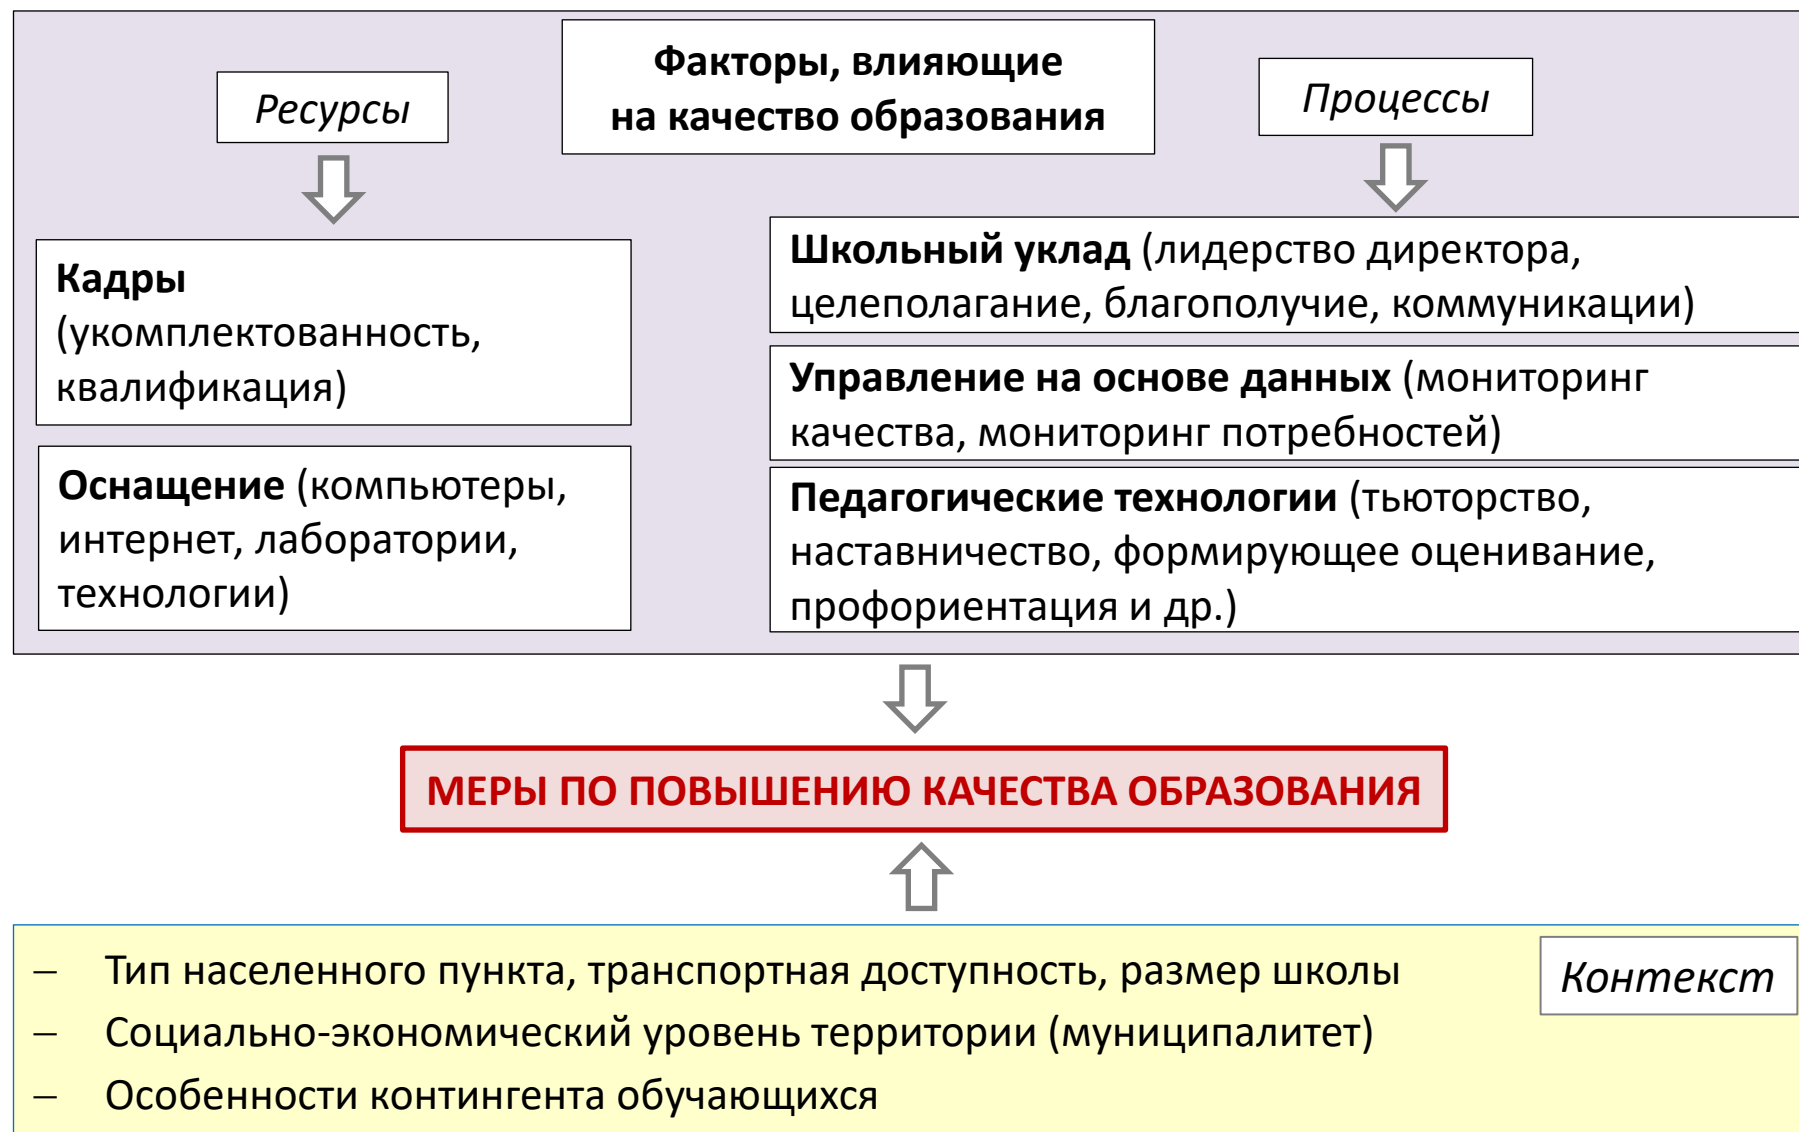 Факторы, влияющие
на качество образования
Ресурсы
Процессы
Кадры
(укомплектованность,
квалификация)
Оснащение (компьютеры,
интернет, лаборатории,
технологии)
Школьный уклад (лидерство директора,
целеполагание, благополучие, коммуникации)
Управление на основе данных (мониторинг
качества, мониторинг потребностей)
Педагогические технологии (тьюторство,
наставничество, формирующее оценивание,
профориентация и др.)
МЕРЫ ПО ПОВЫШЕНИЮ КАЧЕСТВА ОБРАЗОВАНИЯ
Контекст
– Тип населенного пункта, транспортная доступность, размер школы
– Социально-экономический уровень территории (муниципалитет)
– Особенности контингента обучающихся